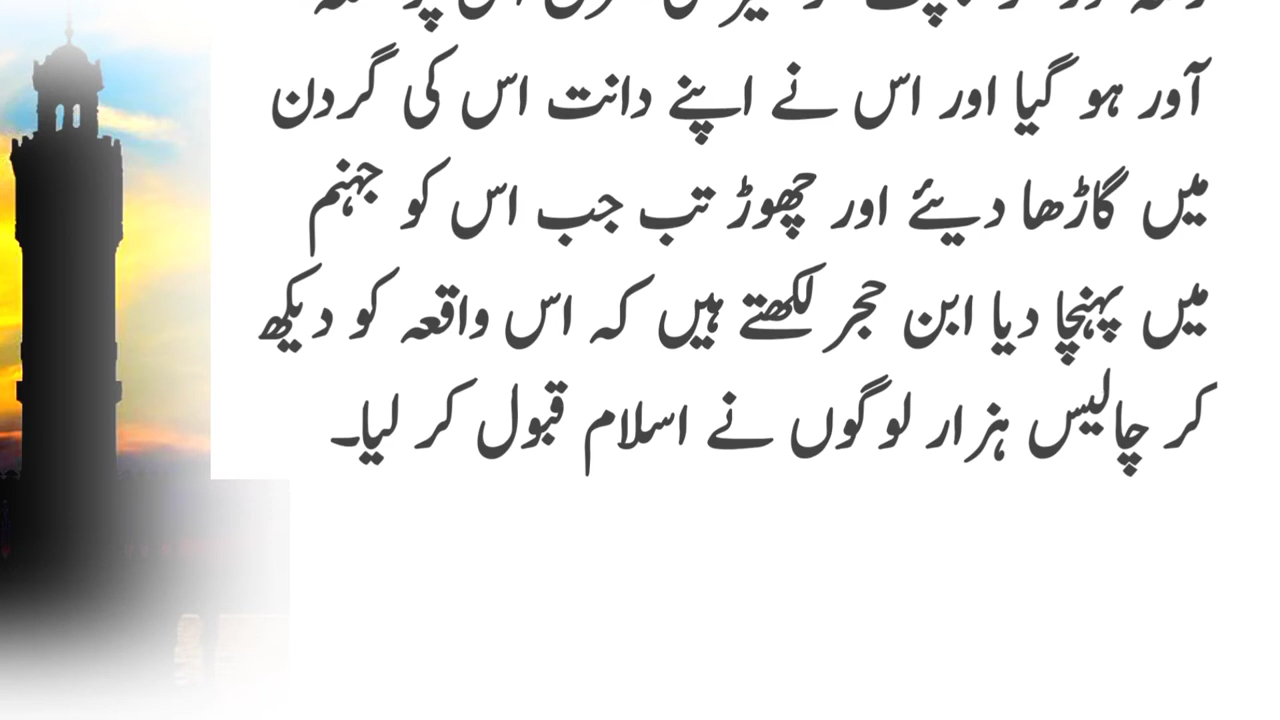 آور ہو گیا اور اس نے اپنے دانت اس کی گردن
میں گاڑھا دیئے اور چھوڑ تب جب اس کو جہنم
میں پہنچا دیا ابن حجر لکھتے ہیں کہ اس واقعہ کو دیکھ
کر چالیس ہزار لوگوں نے اسلام قبول کر لیا۔